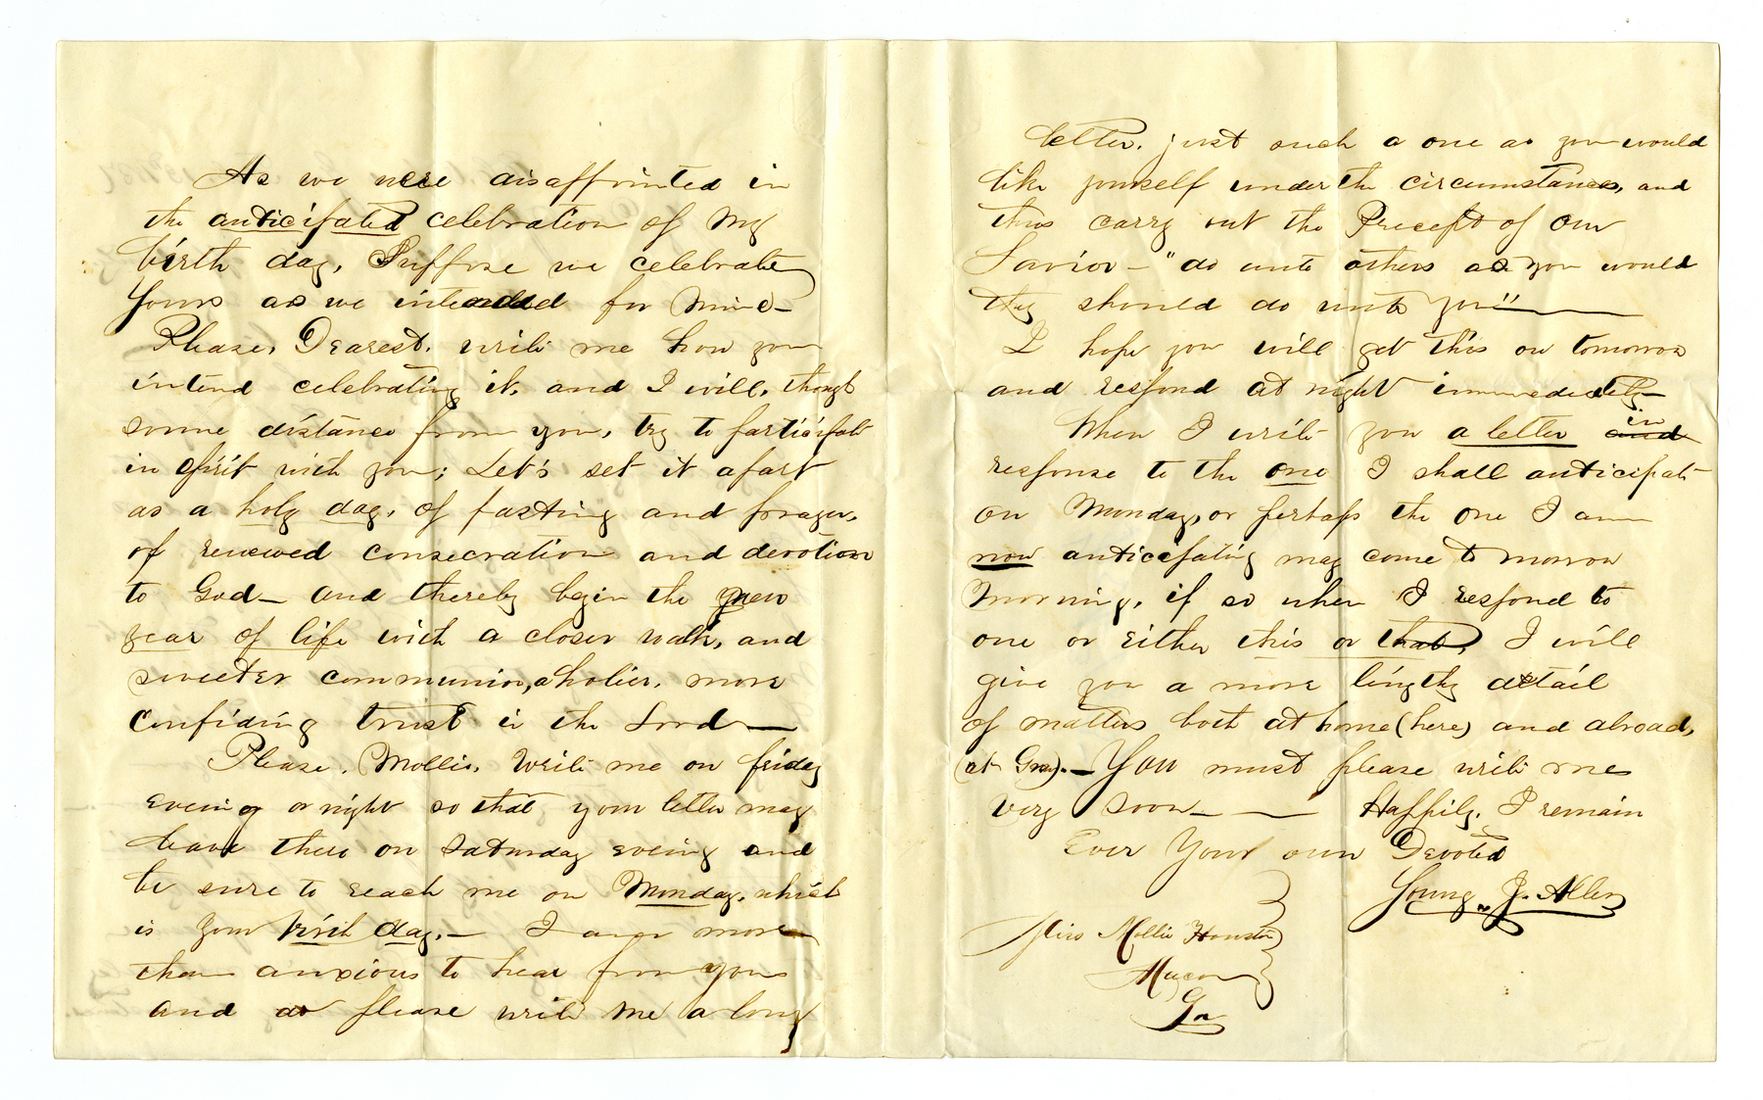 As we were disappointed in
the anticipated celebration of my
birth day, Suppose we celebrate
yours as we intended for mine—
Please, Dearest, write me how you
intend celebrating it, and I will, though
some distance from you, try to participate
in spirit with you; Let's set it apart
as a holy day, of fasting and prayer,
of renewed consecration and devotion
to God— and thereby begin the new
year of life with a closer walk, and
sweeter communion, a holier, more
confiding trust in the Lord—
Please, Mollie, write me on friday
evening or night so that your letter may
leave there on Saturday evening and
be sure to reach me on Monday, which
is your birth day.— I am more
than anxious to hear from you
and please write me a long
letter, just such a one as you would
like yourself under the circumstances, and
thus carry out the Precept of our
Savior— "do unto others as you would
they should do unto you"—
I hope you will get this on tomorrow
and respond at night immediately—
When I write you a letter in
response to the one I shall anticipate
on Monday, or perhaps the one I am
now anticipating may come to morrow
morning, if so when I respond to
one or either this or that, I will
give you a more lengthy detail
of matters both at home (here) and abroad,
(at .— You must please write me
very soon— — Happily, I remain
Ever Your own Devoted
Young J. Allen
Miss Mollie Houston
Macon
Ga